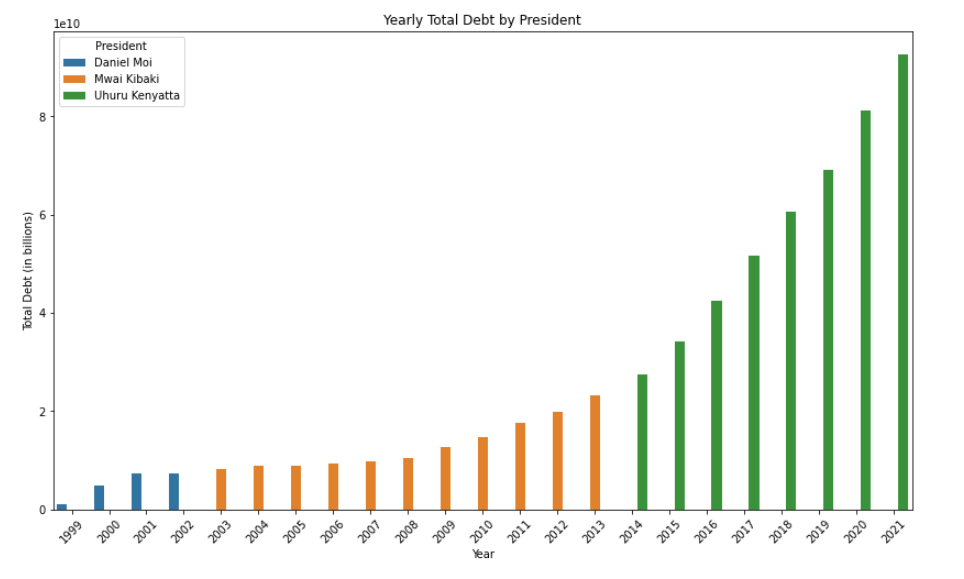 Yearly Total Debt by President
1e10
President
Daniel Moi
Mwai Kibaki
Uhuru Kenyatta
8
6
4
2
0
Total Debt (in billions)
1999 2000 2001 2002 2003 2004 2005 2006 2007 2008 2009 2010 2011 2012 2013 2014 2015 2016 2017 2018 2019 2020 2021
Year